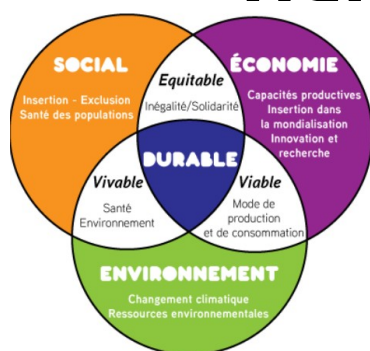 SOCIAL
Insertion - Exclusion
Santé des populations
Equitable
Inégalité/Solidarité
ÉCONOMIE
Capacités productives
Insertion dans
la mondialisation
Innovation et
recherche
DURABLE
Vivable
Santé
Environnement
Viable
Mode de
production
et de consommation
ENVIRONNEMENT
Changement climatique
Ressources environnementales